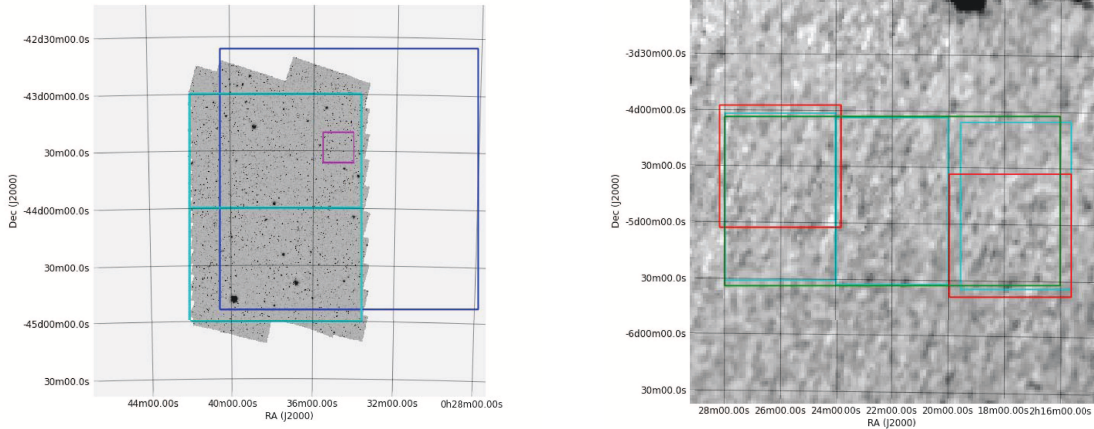 -42d30m00.0s
-43d00m00.0s
30m00.0s
-44d00m00.0s
30m00.0s
-45d00m00.0s
30m00.0s
Dec (J2000)
44m00.00s 40m00.00s 36m00.00s 32m00.00s 0h28m00.00s
RA (J2000)
-3d30m00.0s
-4d00m00.0s
30m00.0s
-5d00m00.0s
30m00.0s
-6d00m00.0s
30m00.0s
Dec (J2000)
28m00.00s 26m00.00s 24m00.00s 22m00.00s 20m00.00s 18m00.00s 2h16m00.00s
RA (J2000)